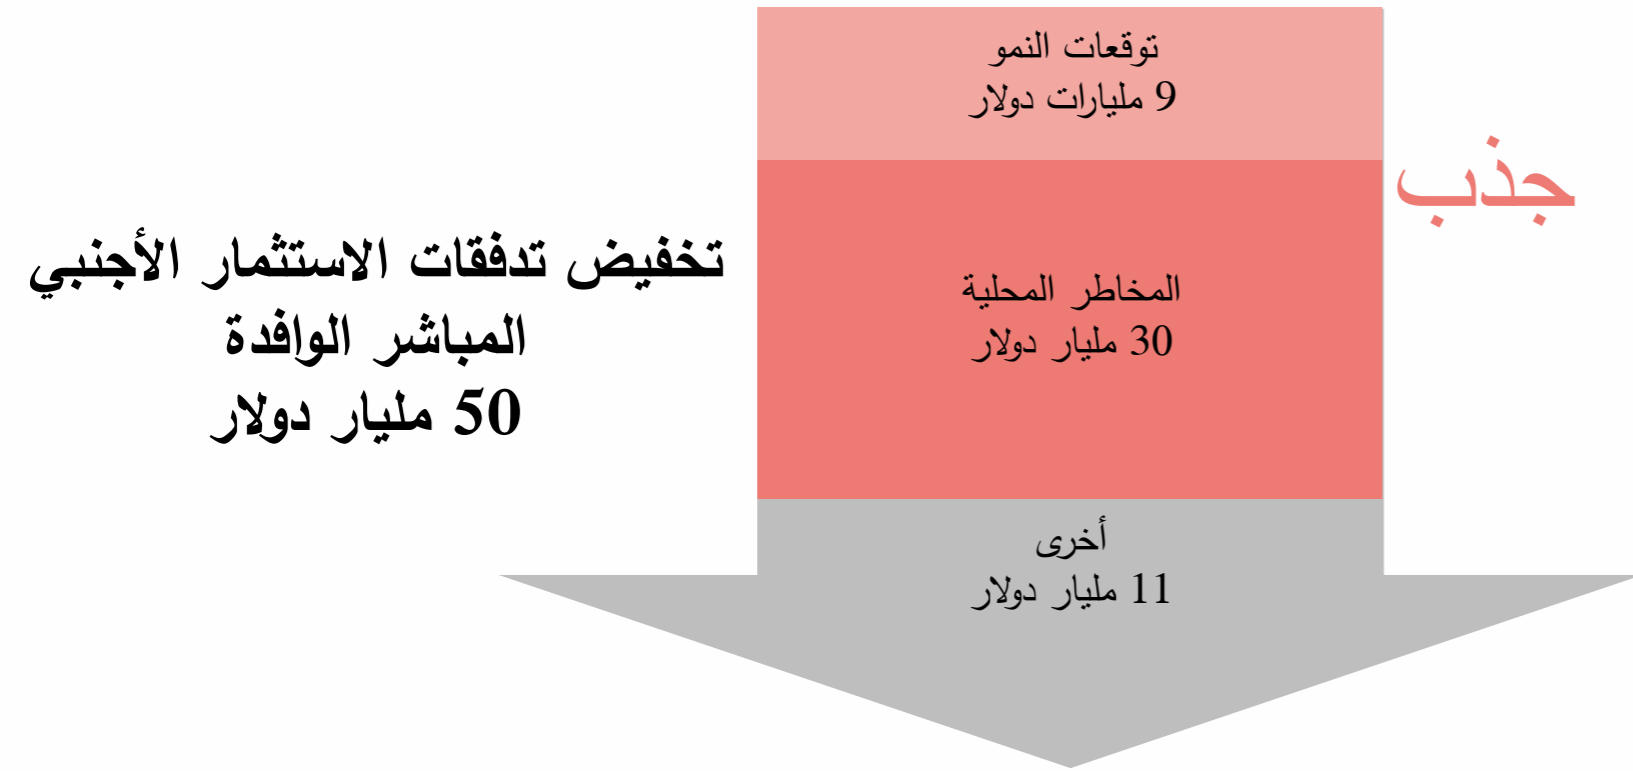 توقعات النمو
9 مليارات دولار
جذب
المخاطر المحلية
30 مليار دولار
تخفيض تدفقات الاستثمار الأجنبي
المباشر الوافدة
50 مليار دولار
أخرى
11 مليار دولار